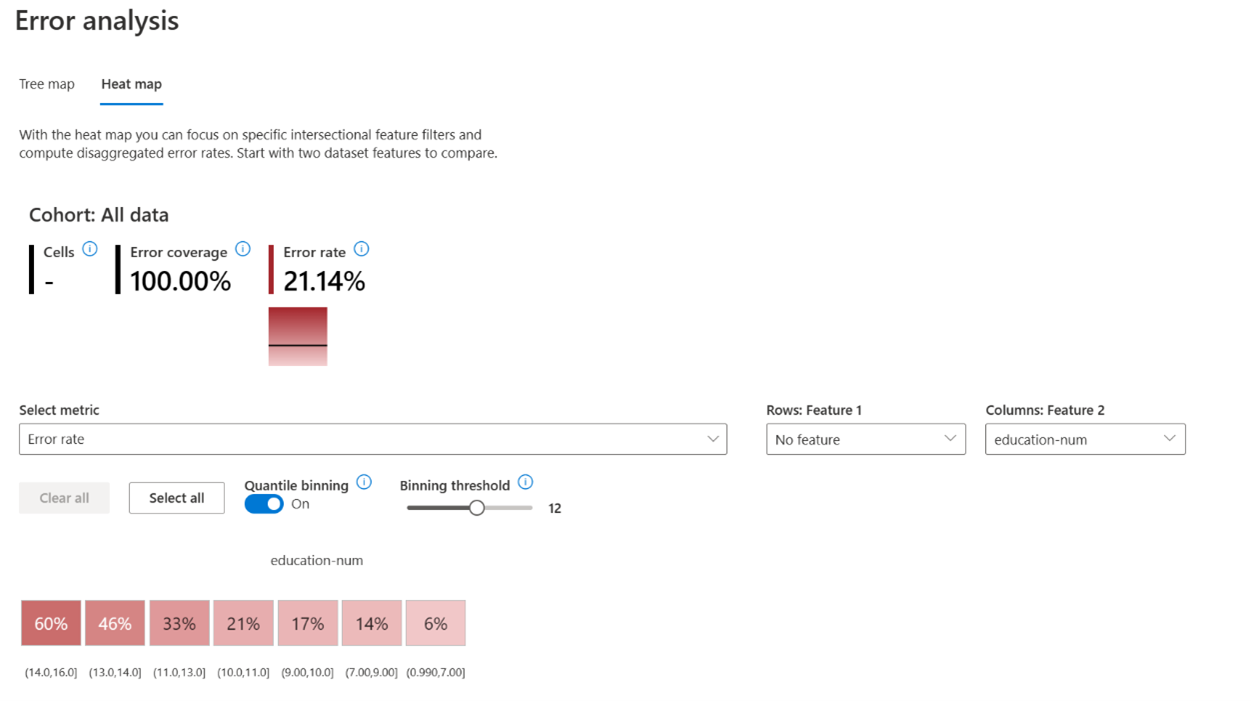 Error analysis
Tree map
Heat map
With the heat map you can focus on specific intersectional feature filters and
compute disaggregated error rates. Start with two dataset features to compare.
Cohort: All data
Cells
Error coverage
Error rate
-
100.00%
21.14%
Select metric
Rows: Feature 1
Columns: Feature 2
Error rate
No feature
education-num
Clear all
Select all
Quantile binning
On
Binning threshold
12
education-num
60% 46% 33% 21% 17% 14% 6%
(14.0,16.0] (13.0,14.0] (11.0,13.0] (10.0,11.0] (9.00,10.0] (7.00,9.00] (0.990,7.00]